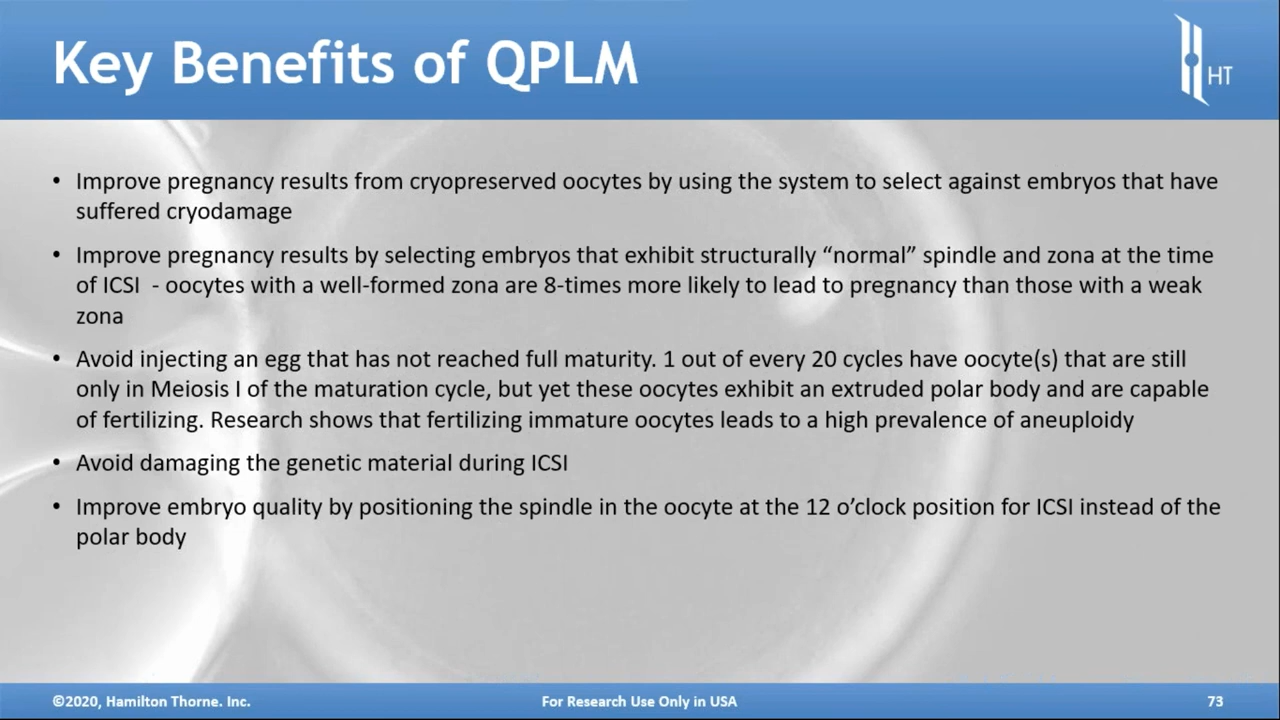 Key Benefits of QPLM
HT
• Improve pregnancy results from cryopreserved oocytes by using the system to select against embryos that have
suffered cryodamage
• Improve pregnancy results by selecting embryos that exhibit structurally “normal” spindle and zona at the time
of ICSI  - oocytes with a well-formed zona are 8-times more likely to lead to pregnancy than those with a weak
zona
• Avoid injecting an egg that has not reached full maturity. 1 out of every 20 cycles have oocyte(s) that are still
only in Meiosis I of the maturation cycle, but yet these oocytes exhibit an extruded polar body and are capable
of fertilizing. Research shows that fertilizing immature oocytes leads to a high prevalence of aneuploidy
• Avoid damaging the genetic material during ICSI
• Improve embryo quality by positioning the spindle in the oocyte at the 12 o’clock position for ICSI instead of the
polar body
©2020, Hamilton Thorne. Inc.
For Research Use Only in USA
73